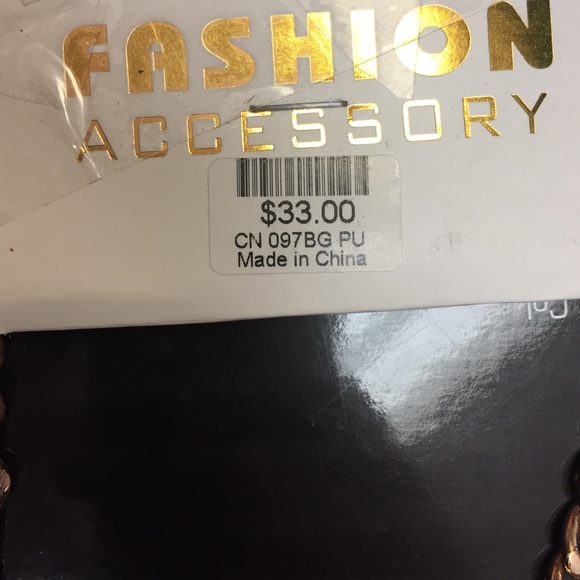 FASHION
ACCESSORY
$33.00
CN 097BG PU
Made in China